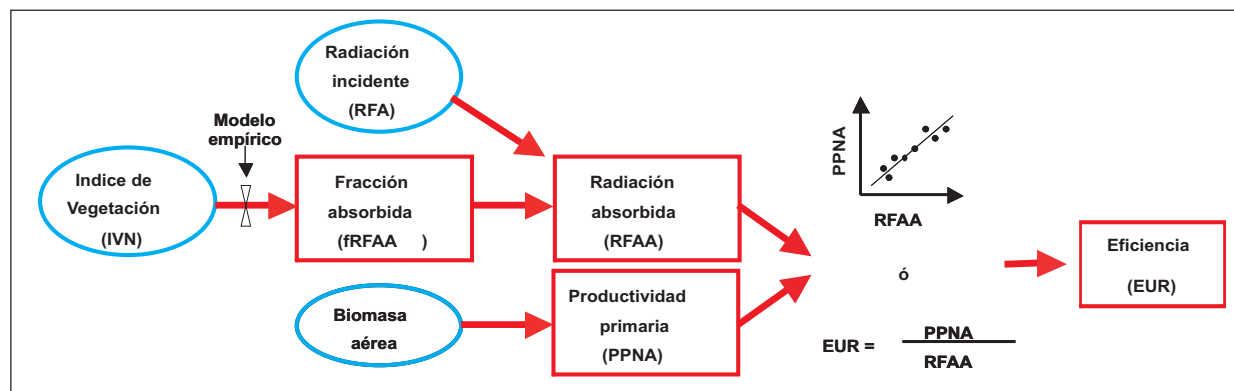 Radiación
incidente
(RFA)
Modelo
empírico
Indice de
Vegetación
(IVN)
Fracción
absorbida
(fRFAA )
Radiación
absorbida
(RFAA)
Biomasa
aérea
Productividad
primaria
(PPNA)
PPNA
RFAA
ó
EUR = PPNA
RFAA
Eficiencia
(EUR)